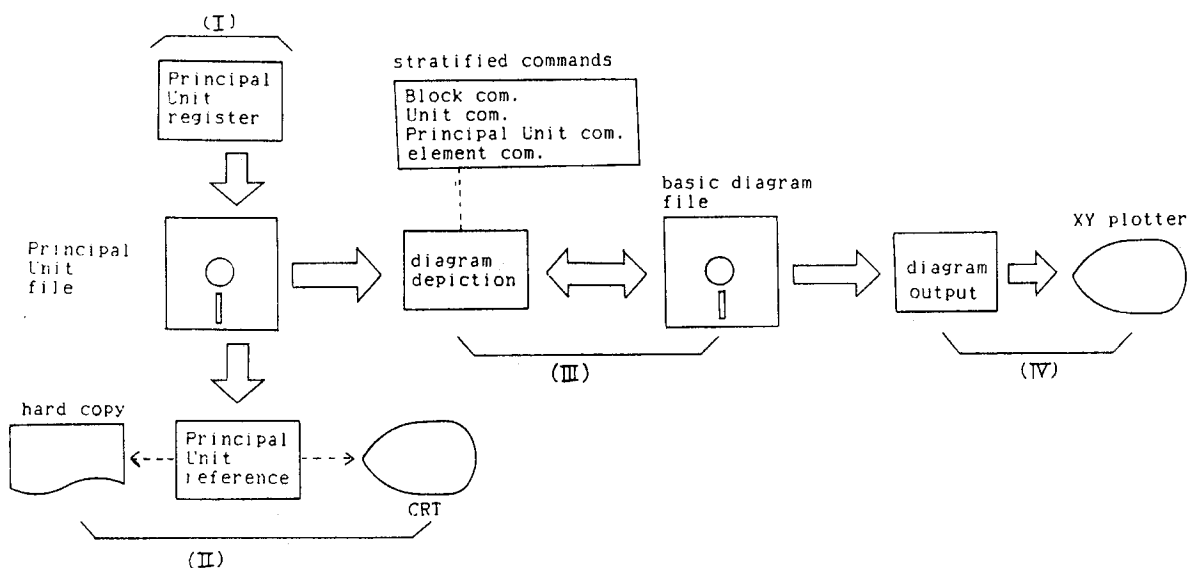 (I)
Principal
Unit
register
stratified commands
Block com.
Unit com.
Principal Unit com.
element com.
Principal
Unit
file
diagram
depiction
basic diagram
file
diagram
output
XY plotter
(III)
(IV)
hard copy
Principal
Unit
reference
CRT
(II)